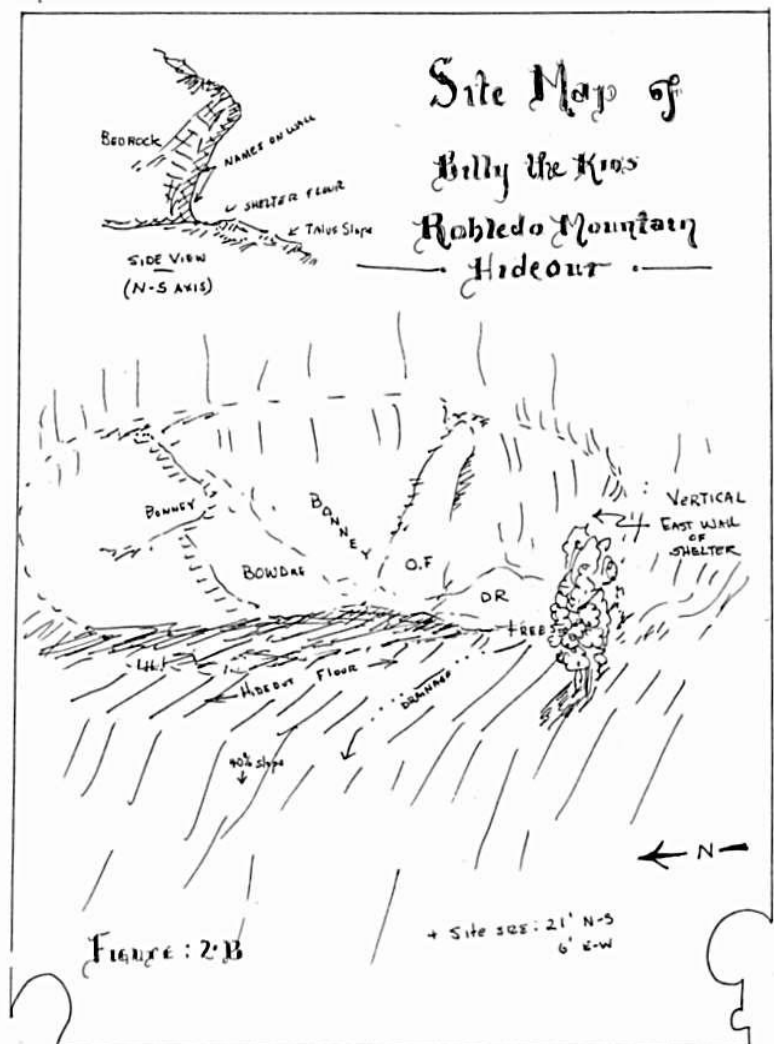 Site Map of
Billy the Kids
Robledo Mountain
Hideout
BEDROCK
NAMES ON WALL
SHELTER FLOOR
Talus Slope
SIDE VIEW
(N-S AXIS)
BONNEY
BONNEY
BOWDRE
O.F
DR
VERTICAL
EAST WALL
OF
SHELTER
TREE
HIDEOUT FLOOR
DRAINAGE
40% slope
N
+ Site size: 21' N-S
6' E-W
FIGURE: 2-B